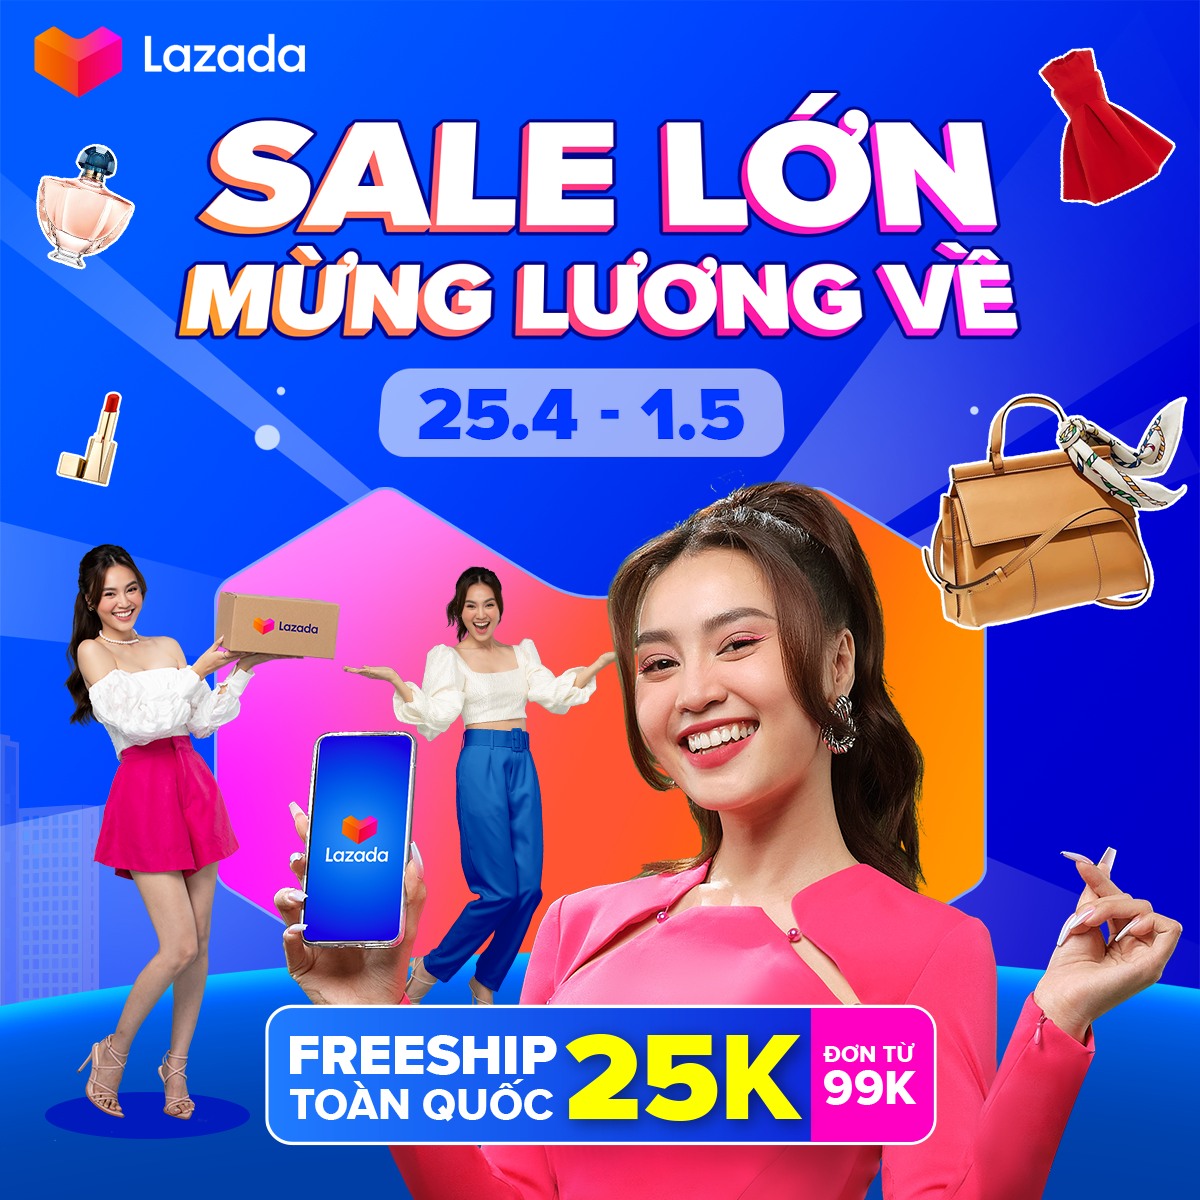 Lazada
SALE LỚN
MỪNG LƯƠNG VỀ
25.4 - 1.5
Lazada
Lazada
FREESHIP
TOÀN QUỐC
25K
ĐƠN TỪ
99K